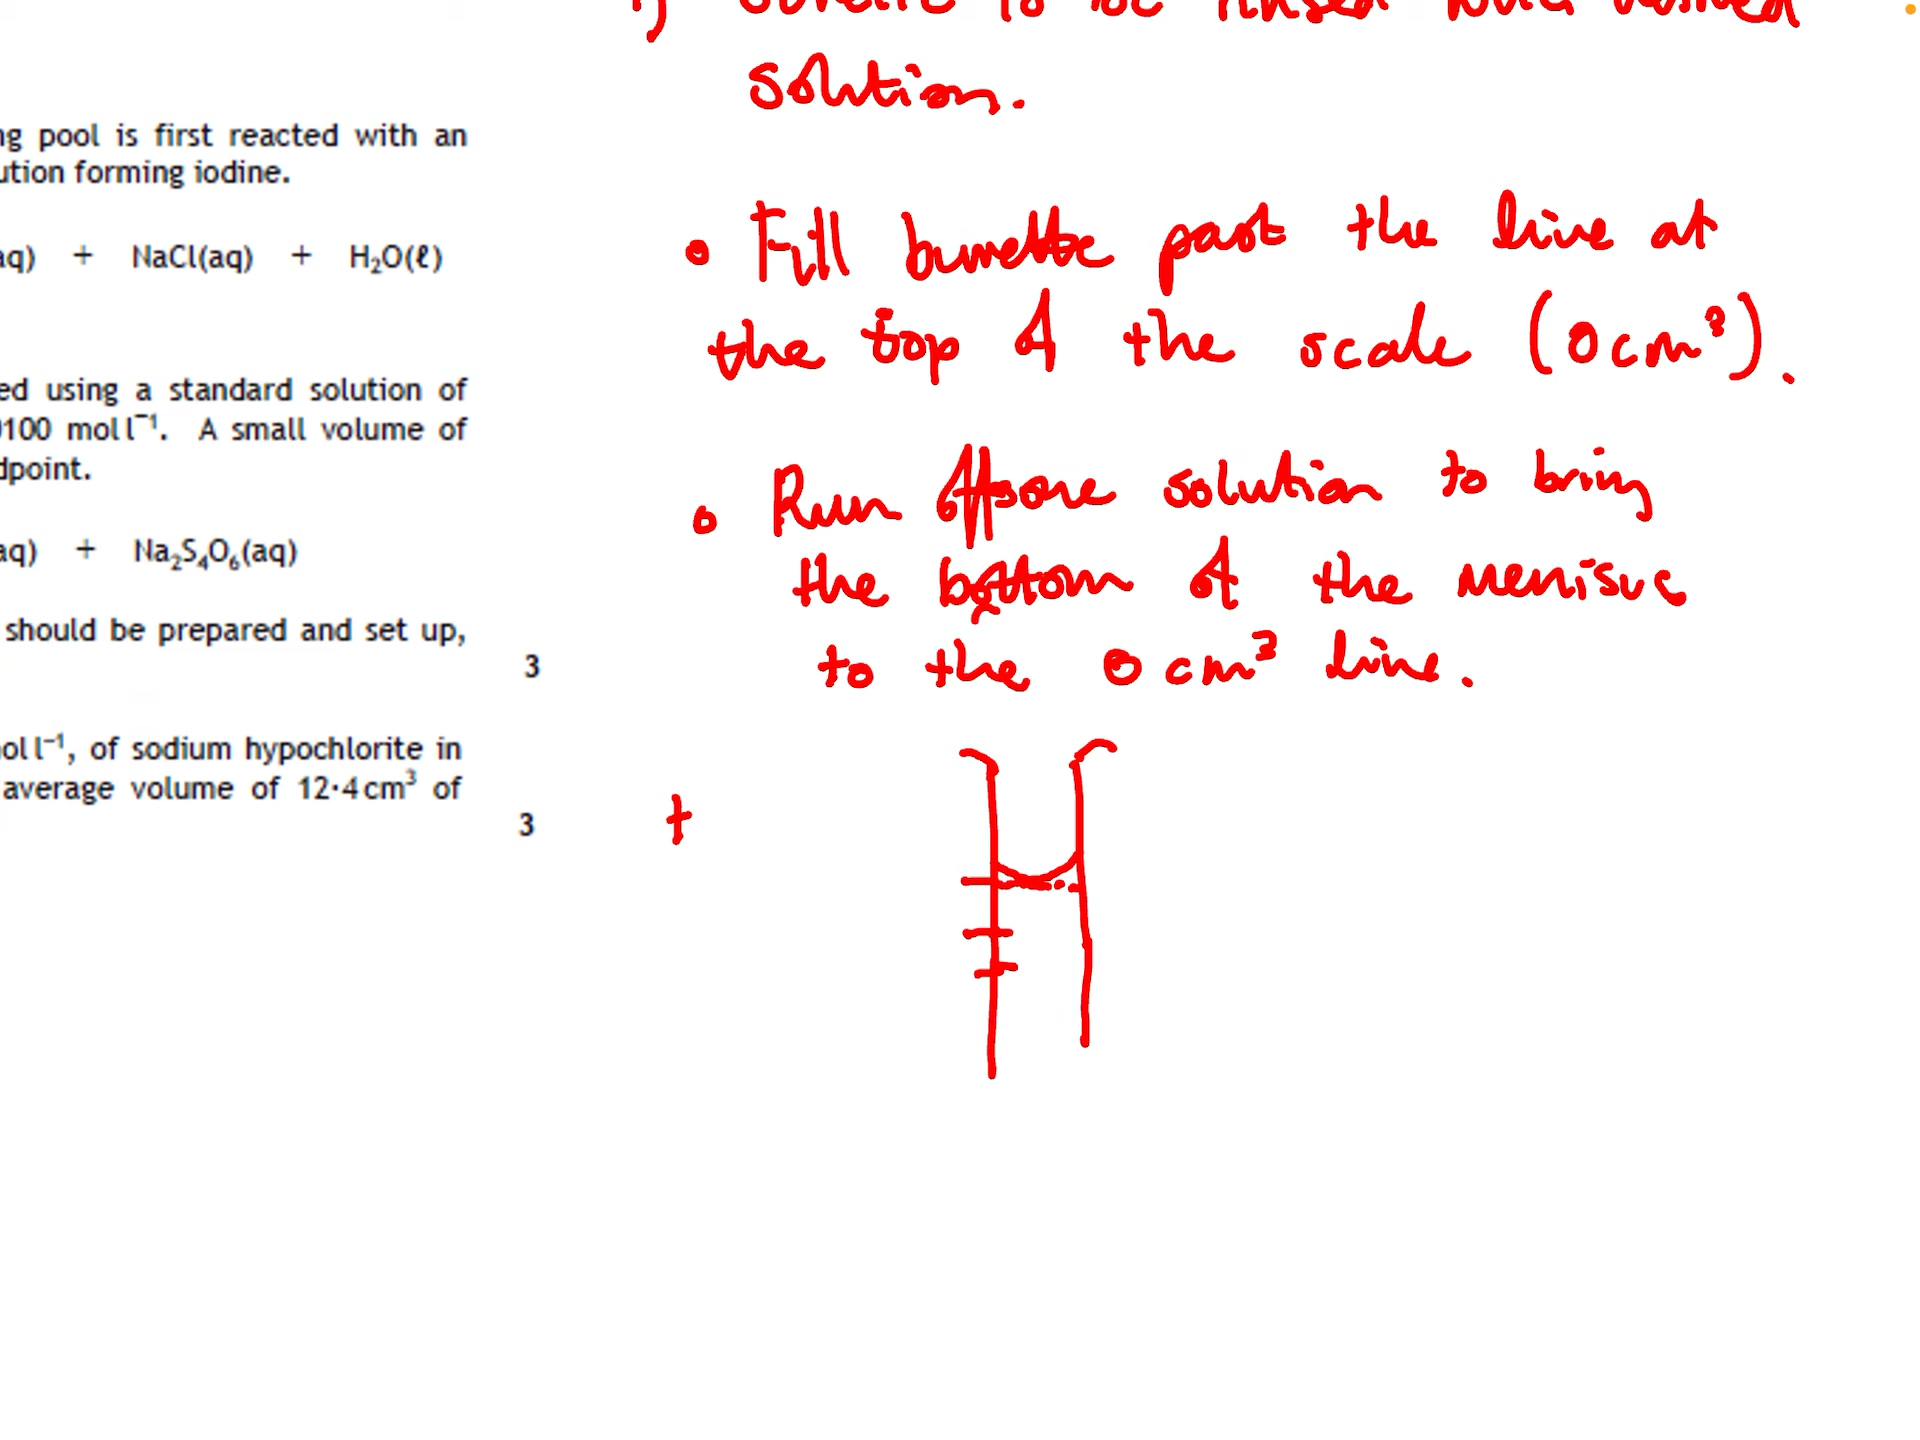 solution.
ng pool is first reacted with an
ution forming iodine.
aq) + NaCl(aq) + H₂O(ℓ)
ed using a standard solution of
0100 mol l⁻¹. A small volume of
dpoint.
aq) + Na₂S₄O₆(aq)
should be prepared and set up,
3
ol l⁻¹, of sodium hypochlorite in
average volume of 12·4 cm³ of
3
• Fill burette past the line at
the top of the scale (0cm³).
• Run off some solution to bring
the bottom of the menisus
to the 0 cm³ line.
+